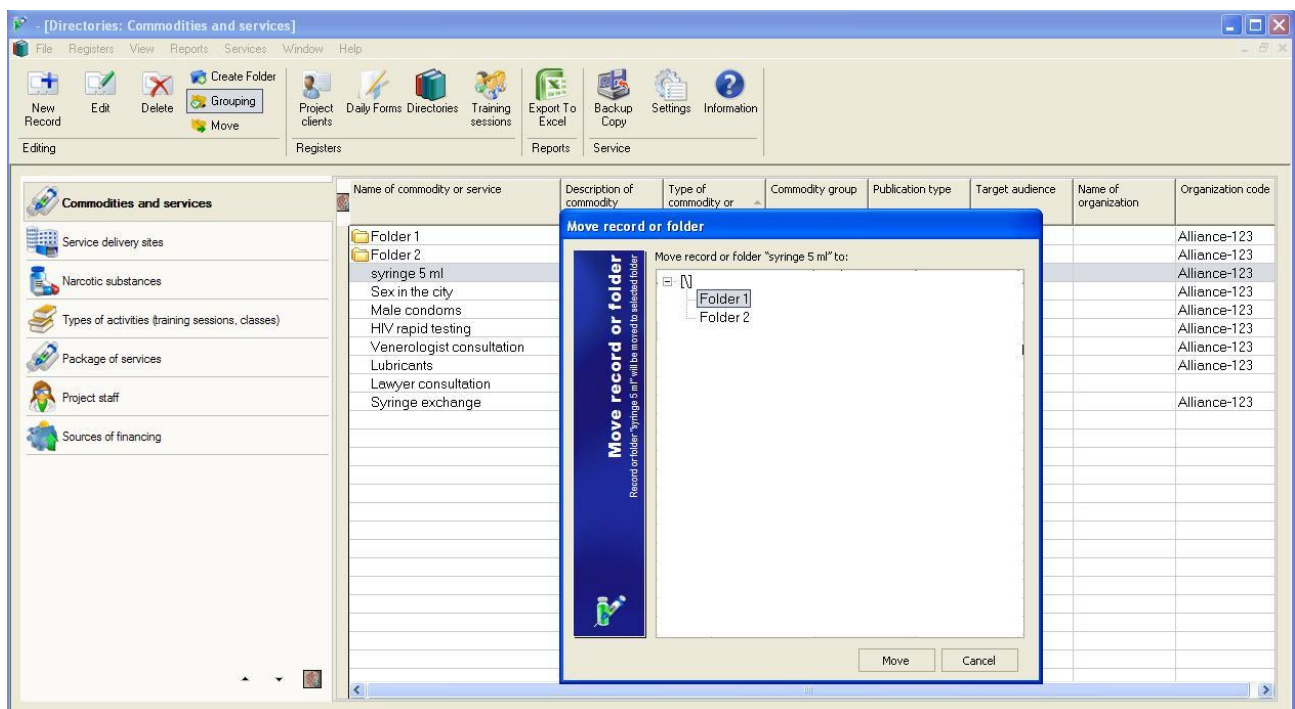 - [Directories: Commodities and services]
File Registers View Reports Services Window Help
New Record
Edit
Delete
Create Folder
Grouping
Move
Project clients
Daily Forms
Directories
Training sessions
Export To Excel
Backup Copy
Settings
Information
Editing
Registers
Reports
Service
Commodities and services
Service delivery sites
Narcotic substances
Types of activities (training sessions, classes)
Package of services
Project staff
Sources of financing
Name of commodity or service
Description of commodity
Type of commodity or
Commodity group
Publication type
Target audience
Name of organization
Organization code
Folder 1 Alliance-123
Folder 2 Alliance-123
syringe 5 ml Alliance-123
Sex in the city Alliance-123
Male condoms Alliance-123
HIV rapid testing Alliance-123
Venerologist consultation Alliance-123
Lubricants Alliance-123
Lawyer consultation
Syringe exchange Alliance-123
Move record or folder
Move record or folder
Record or folder "syringe 5 ml" will be moved to selected folder
Move record or folder "syringe 5 ml" to:
[\]
Folder 1
Folder 2
Move
Cancel